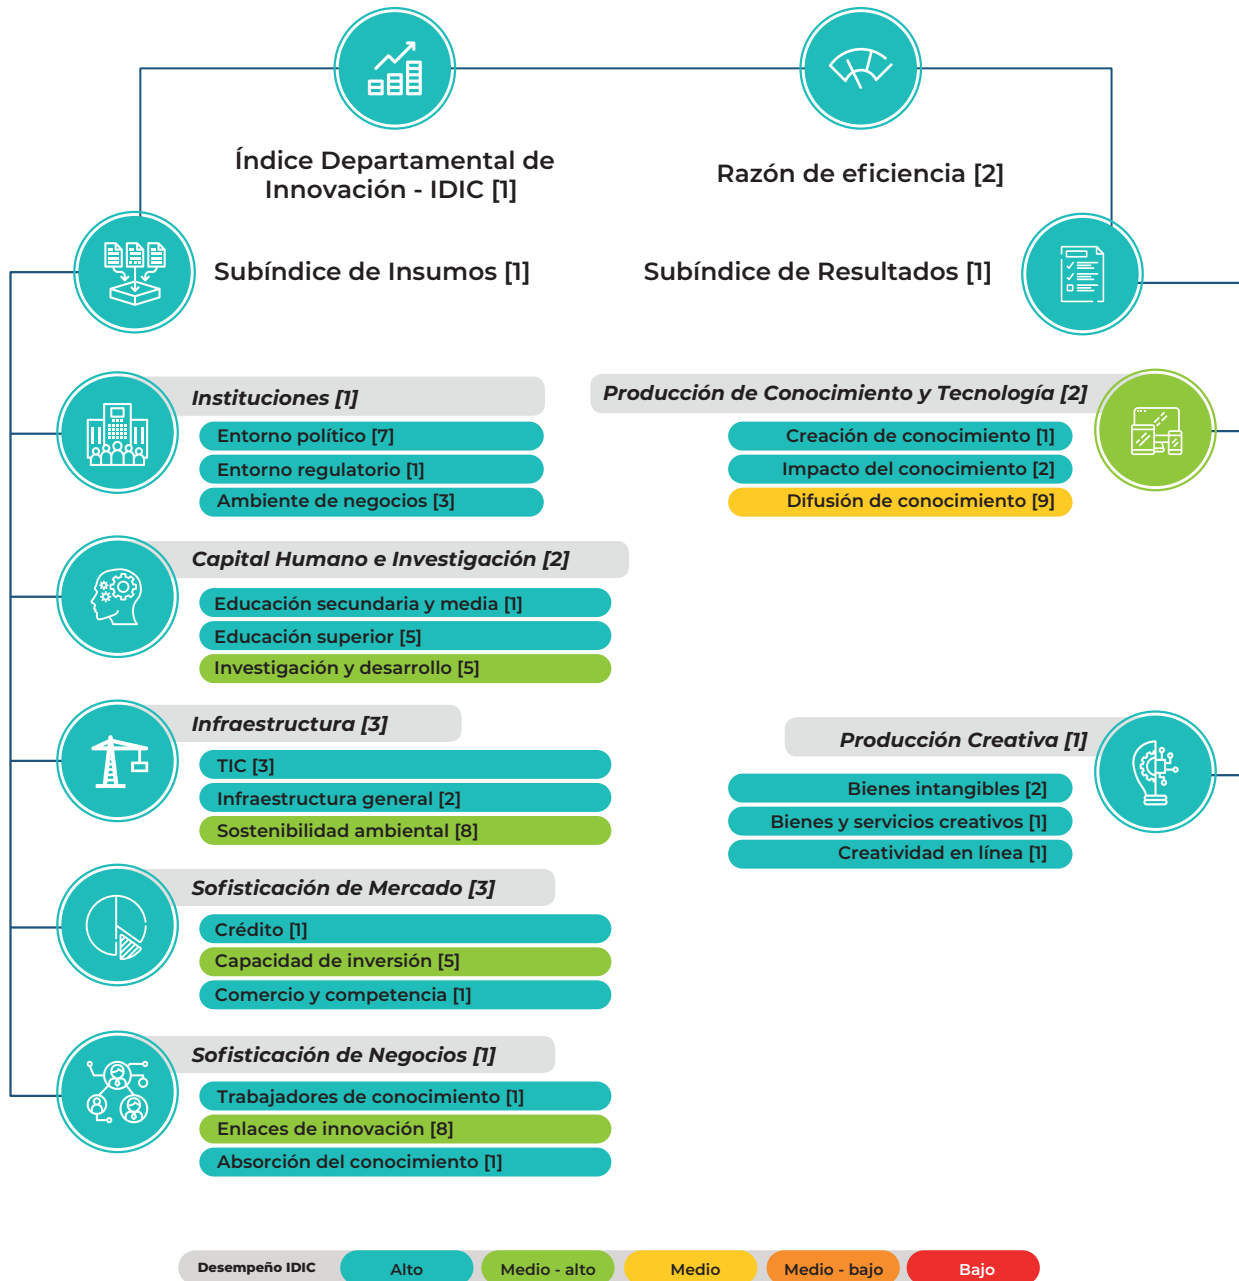 Índice Departamental de
Innovación - IDIC [1]
Razón de eficiencia [2]
Subíndice de Insumos [1]
Subíndice de Resultados [1]
Instituciones [1]
Entorno político [7]
Entorno regulatorio [1]
Ambiente de negocios [3]
Capital Humano e Investigación [2]
Educación secundaria y media [1]
Educación superior [5]
Investigación y desarrollo [5]
Infraestructura [3]
TIC [3]
Infraestructura general [2]
Sostenibilidad ambiental [8]
Sofisticación de Mercado [3]
Crédito [1]
Capacidad de inversión [5]
Comercio y competencia [1]
Sofisticación de Negocios [1]
Trabajadores de conocimiento [1]
Enlaces de innovación [8]
Absorción del conocimiento [1]
Producción de Conocimiento y Tecnología [2]
Creación de conocimiento [1]
Impacto del conocimiento [2]
Difusión de conocimiento [9]
Producción Creativa [1]
Bienes intangibles [2]
Bienes y servicios creativos [1]
Creatividad en línea [1]
Desempeño IDIC
Alto
Medio - alto
Medio
Medio - bajo
Bajo